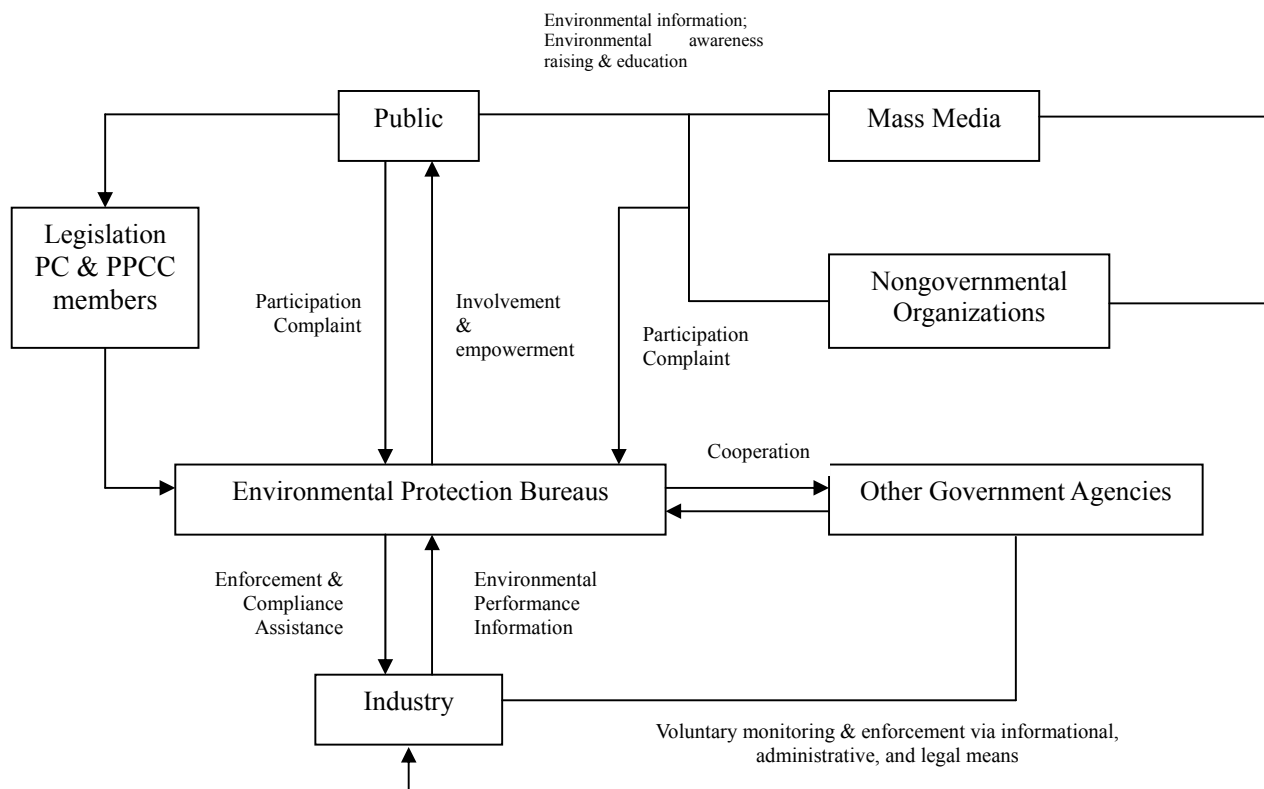 Environmental information;
Environmental awareness
raising & education
Public
Mass Media
Legislation
PC & PPCC
members
Nongovernmental
Organizations
Participation
Complaint
Involvement
&
empowerment
Participation
Complaint
Cooperation
Environmental Protection Bureaus
Other Government Agencies
Enforcement &
Compliance
Assistance
Environmental
Performance
Information
Industry
Voluntary monitoring & enforcement via informational,
administrative, and legal means